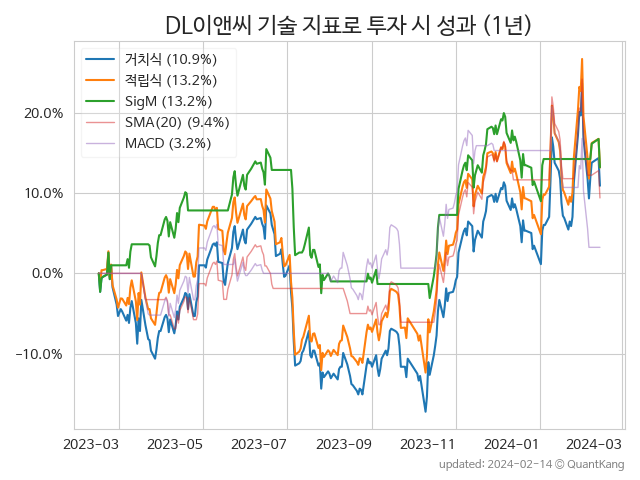 DL이앤씨 기술 지표로 투자 시 성과 (1년)
거치식 (10.9%)
적립식 (13.2%)
SigM (13.2%)
SMA(20) (9.4%)
MACD (3.2%)
20.0%
10.0%
0.0%
−10.0%
2023-03 2023-05 2023-07 2023-09 2023-11 2024-01 2024-03
updated: 2024-02-14 © QuantKang